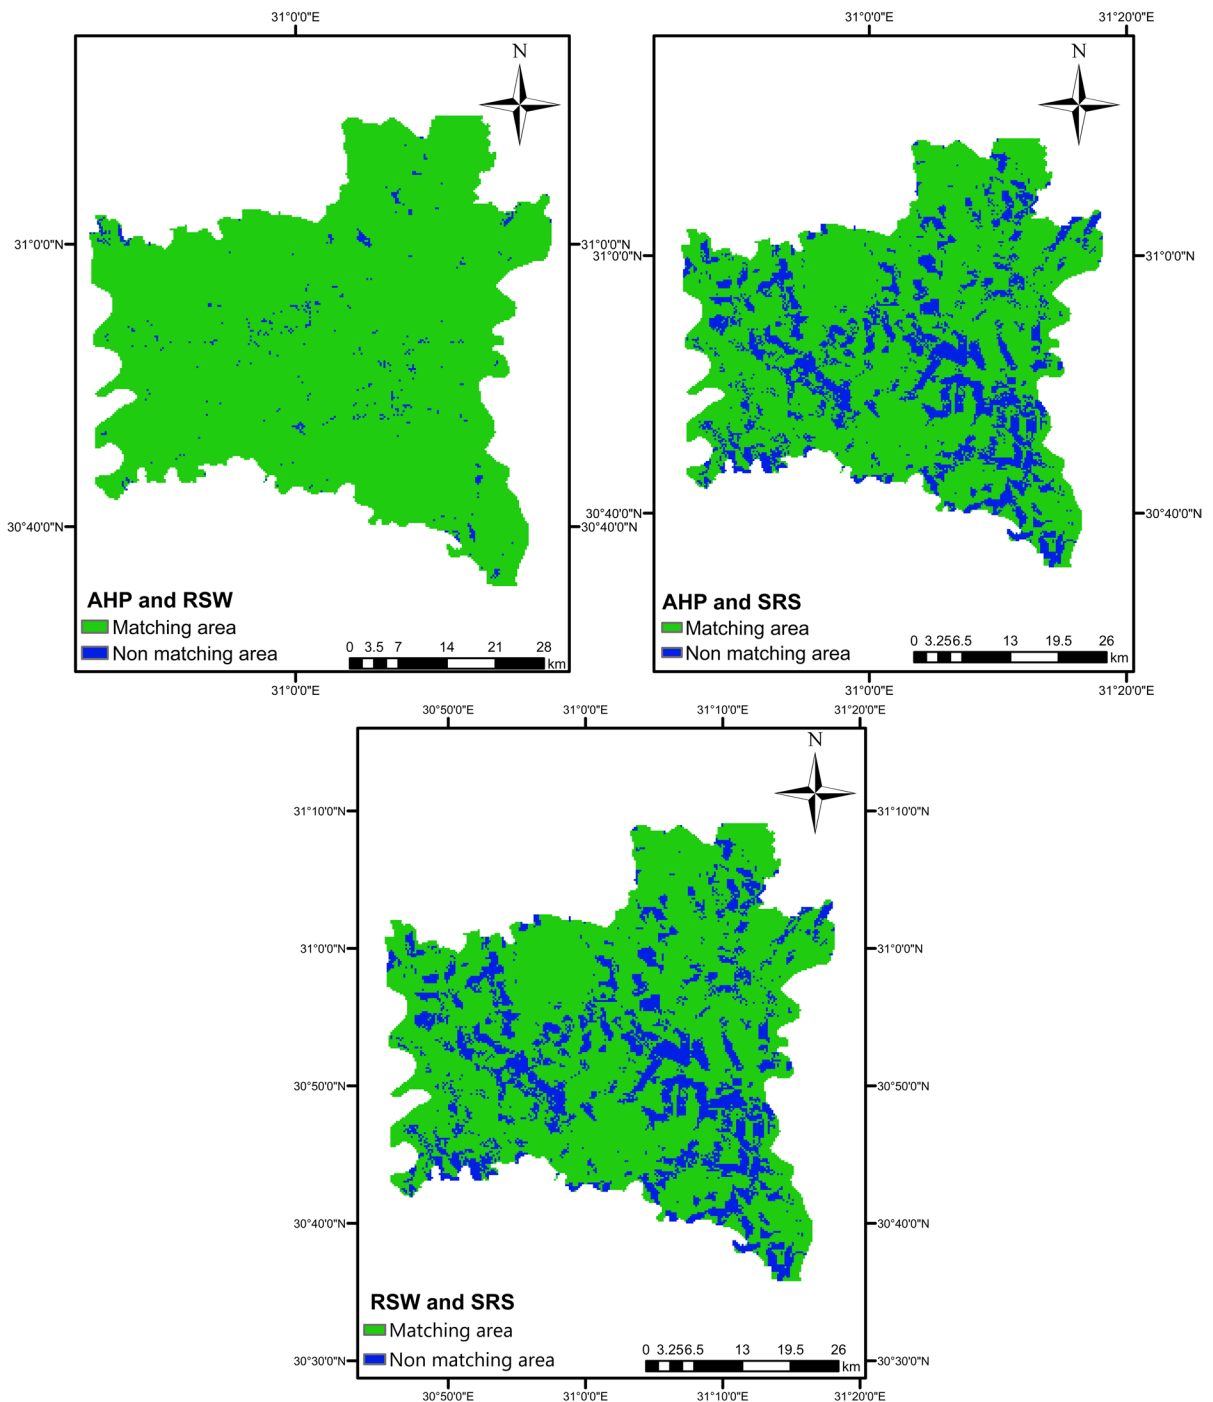 31°0'0"E
N
31°0'0"N
31°0'0"N
30°40'0"N
30°40'0"N
AHP and RSW
Matching area
Non matching area
0 3.5 7 14 21 28
km
31°0'0"E
31°0'0"E 31°20'0"E
N
31°0'0"N
31°0'0"N
30°40'0"N
30°40'0"N
AHP and SRS
Matching area
Non matching area
0 3.256.5 13 19.5 26
km
31°0'0"E 31°20'0"E
30°50'0"E 31°0'0"E 31°10'0"E 31°20'0"E
N
31°10'0"N 31°10'0"N
31°0'0"N 31°0'0"N
30°50'0"N 30°50'0"N
30°40'0"N 30°40'0"N
RSW and SRS
Matching area
Non matching area
0 3.256.5 13 19.5 26
km
30°30'0"N 30°30'0"N
30°50'0"E 31°0'0"E 31°10'0"E 31°20'0"E